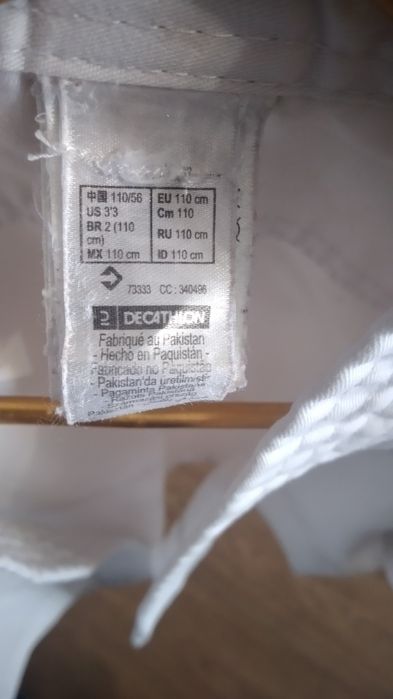 中国 110/56
US 3'3
BR 2 (110
cm)
MX 110 cm
EU 110 cm
Cm 110
RU 110 cm
ID 110 cm
73333 CC : 340496
DECATHLON
Fabriqué au Pakistan
- Hecho en Paquistán -
Fabricado no Paquistão
- Pakistan'da üretilmiştir
- Pagaminta Pakistane